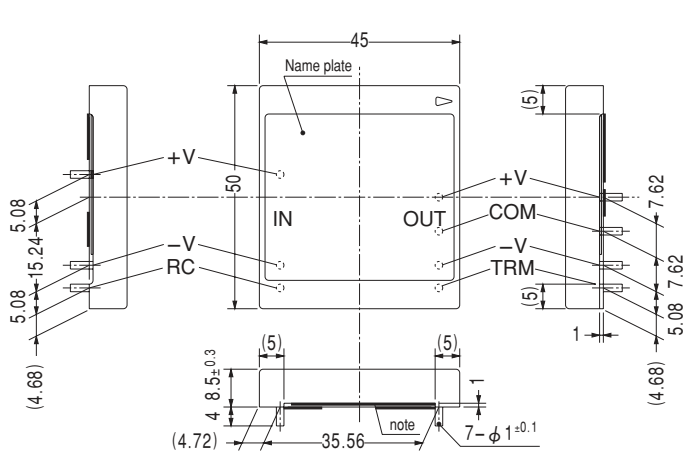 45
Name plate
(5)
+V
50
+V
5.08
7.62
IN
OUT
COM
15.24
−V
−V
7.62
RC
TRM
5.08
(5)
5.08
1
(4.68)
(4.68)
(5)
(5)
8.5±0.3
1
4
note
7−φ1±0.1
(4.72)
35.56